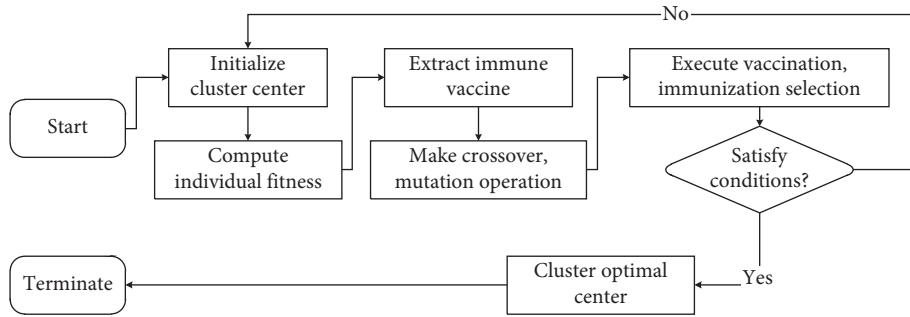 No
Initialize
cluster center
Extract immune
vaccine
Execute vaccination,
immunization selection
Start
Compute
individual fitness
Make crossover,
mutation operation
Satisfy
conditions?
Yes
Terminate
Cluster optimal
center